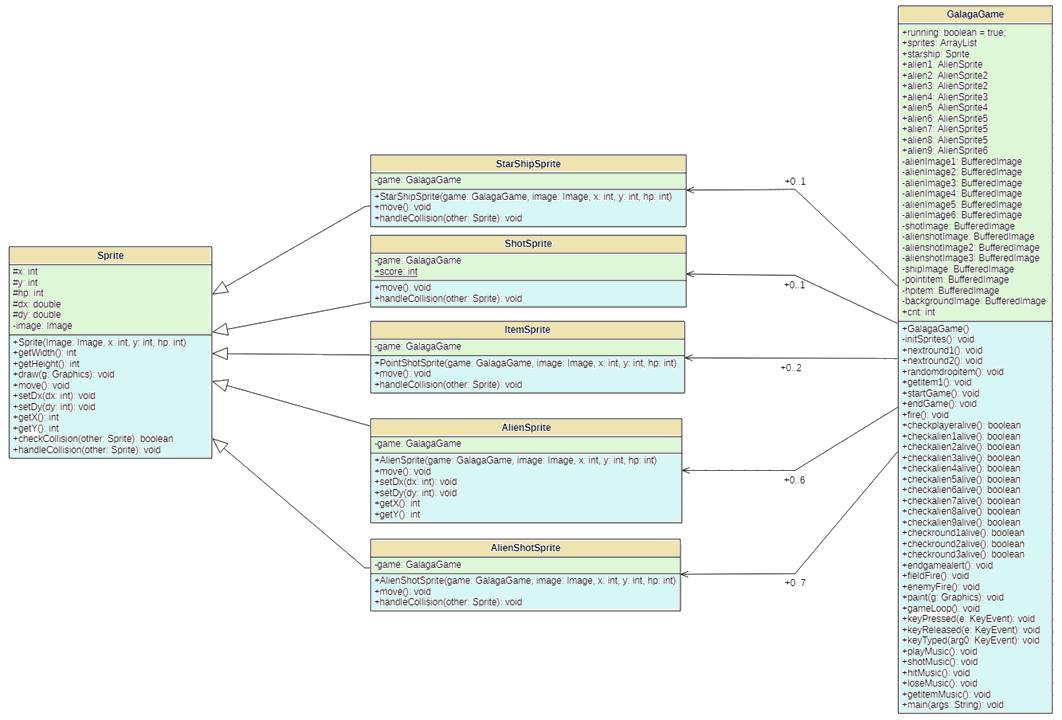 Sprite
#x: int
#y: int
#hp: int
#dx: double
#dy: double
-image: Image
+Sprite(Image: Image, x: int, y: int, hp: int)
+getWidth(): int
+getHeight(): int
+draw(g: Graphics): void
+move(): void
+setDx(dx: int): void
+setDy(dy: int): void
+getX(): int
+getY(): int
+checkCollision(other: Sprite): boolean
+handleCollision(other: Sprite): void
StarShipSprite
-game: GalagaGame
+StarShipSprite(game: GalagaGame, image: Image, x: int, y: int, hp: int)
+move(): void
+handleCollision(other: Sprite): void
ShotSprite
-game: GalagaGame
+score: int
+move(): void
+handleCollision(other: Sprite): void
ItemSprite
-game: GalagaGame
+PointShotSprite(game: GalagaGame, image: Image, x: int, y: int, hp: int)
+move(): void
+handleCollision(other: Sprite): void
AlienSprite
-game: GalagaGame
+AlienSprite(game: GalagaGame, image: Image, x: int, y: int, hp: int)
+move(): void
+setDx(dx: int): void
+setDy(dy: int): void
+getX(): int
+getY(): int
AlienShotSprite
-game: GalagaGame
+AlienShotSprite(game: GalagaGame, image: Image, x: int, y: int, hp: int)
+move(): void
+handleCollision(other: Sprite): void
+0..1
+0..1
+0..2
+0..6
+0..7
GalagaGame
+running: boolean = true;
+sprites: ArrayList
+starship: Sprite
+alien1: AlienSprite
+alien2: AlienSprite2
+alien3: AlienSprite2
+alien4: AlienSprite3
+alien5: AlienSprite4
+alien6: AlienSprite5
+alien7: AlienSprite5
+alien8: AlienSprite5
+alien9: AlienSprite6
-alienImage1: BufferedImage
-alienImage2: BufferedImage
-alienImage3: BufferedImage
-alienImage4: BufferedImage
-alienImage5: BufferedImage
-alienImage6: BufferedImage
-shotImage: BufferedImage
-alienshotImage: BufferedImage
-alienshotImage2: BufferedImage
-alienshotImage3: BufferedImage
-shipImage: BufferedImage
-pointitem: BufferedImage
-hpitem: BufferedImage
-backgroundImage: BufferedImage
+cnt: int
+GalagaGame()
-initSprites(): void
+nextround1(): void
+nextround2(): void
+randomdropitem(): void
+getitem1(): void
+startGame(): void
+endGame(): void
+fire(): void
+checkplayeralive(): boolean
+checkalien1alive(): boolean
+checkalien2alive(): boolean
+checkalien3alive(): boolean
+checkalien4alive(): boolean
+checkalien5alive(): boolean
+checkalien6alive(): boolean
+checkalien7alive(): boolean
+checkalien8alive(): boolean
+checkalien9alive(): boolean
+checkround1alive(): boolean
+checkround2alive(): boolean
+checkround3alive(): boolean
+endgamealert(): void
+fieldFire(): void
+enemyFire(): void
+paint(g: Graphics): void
+gameLoop(): void
+keyPressed(e: KeyEvent): void
+keyReleased(e: KeyEvent): void
+keyTyped(arg0: KeyEvent): void
+playMusic(): void
+shotMusic(): void
+hitMusic(): void
+loseMusic(): void
+getitemMusic(): void
+main(args: String): void